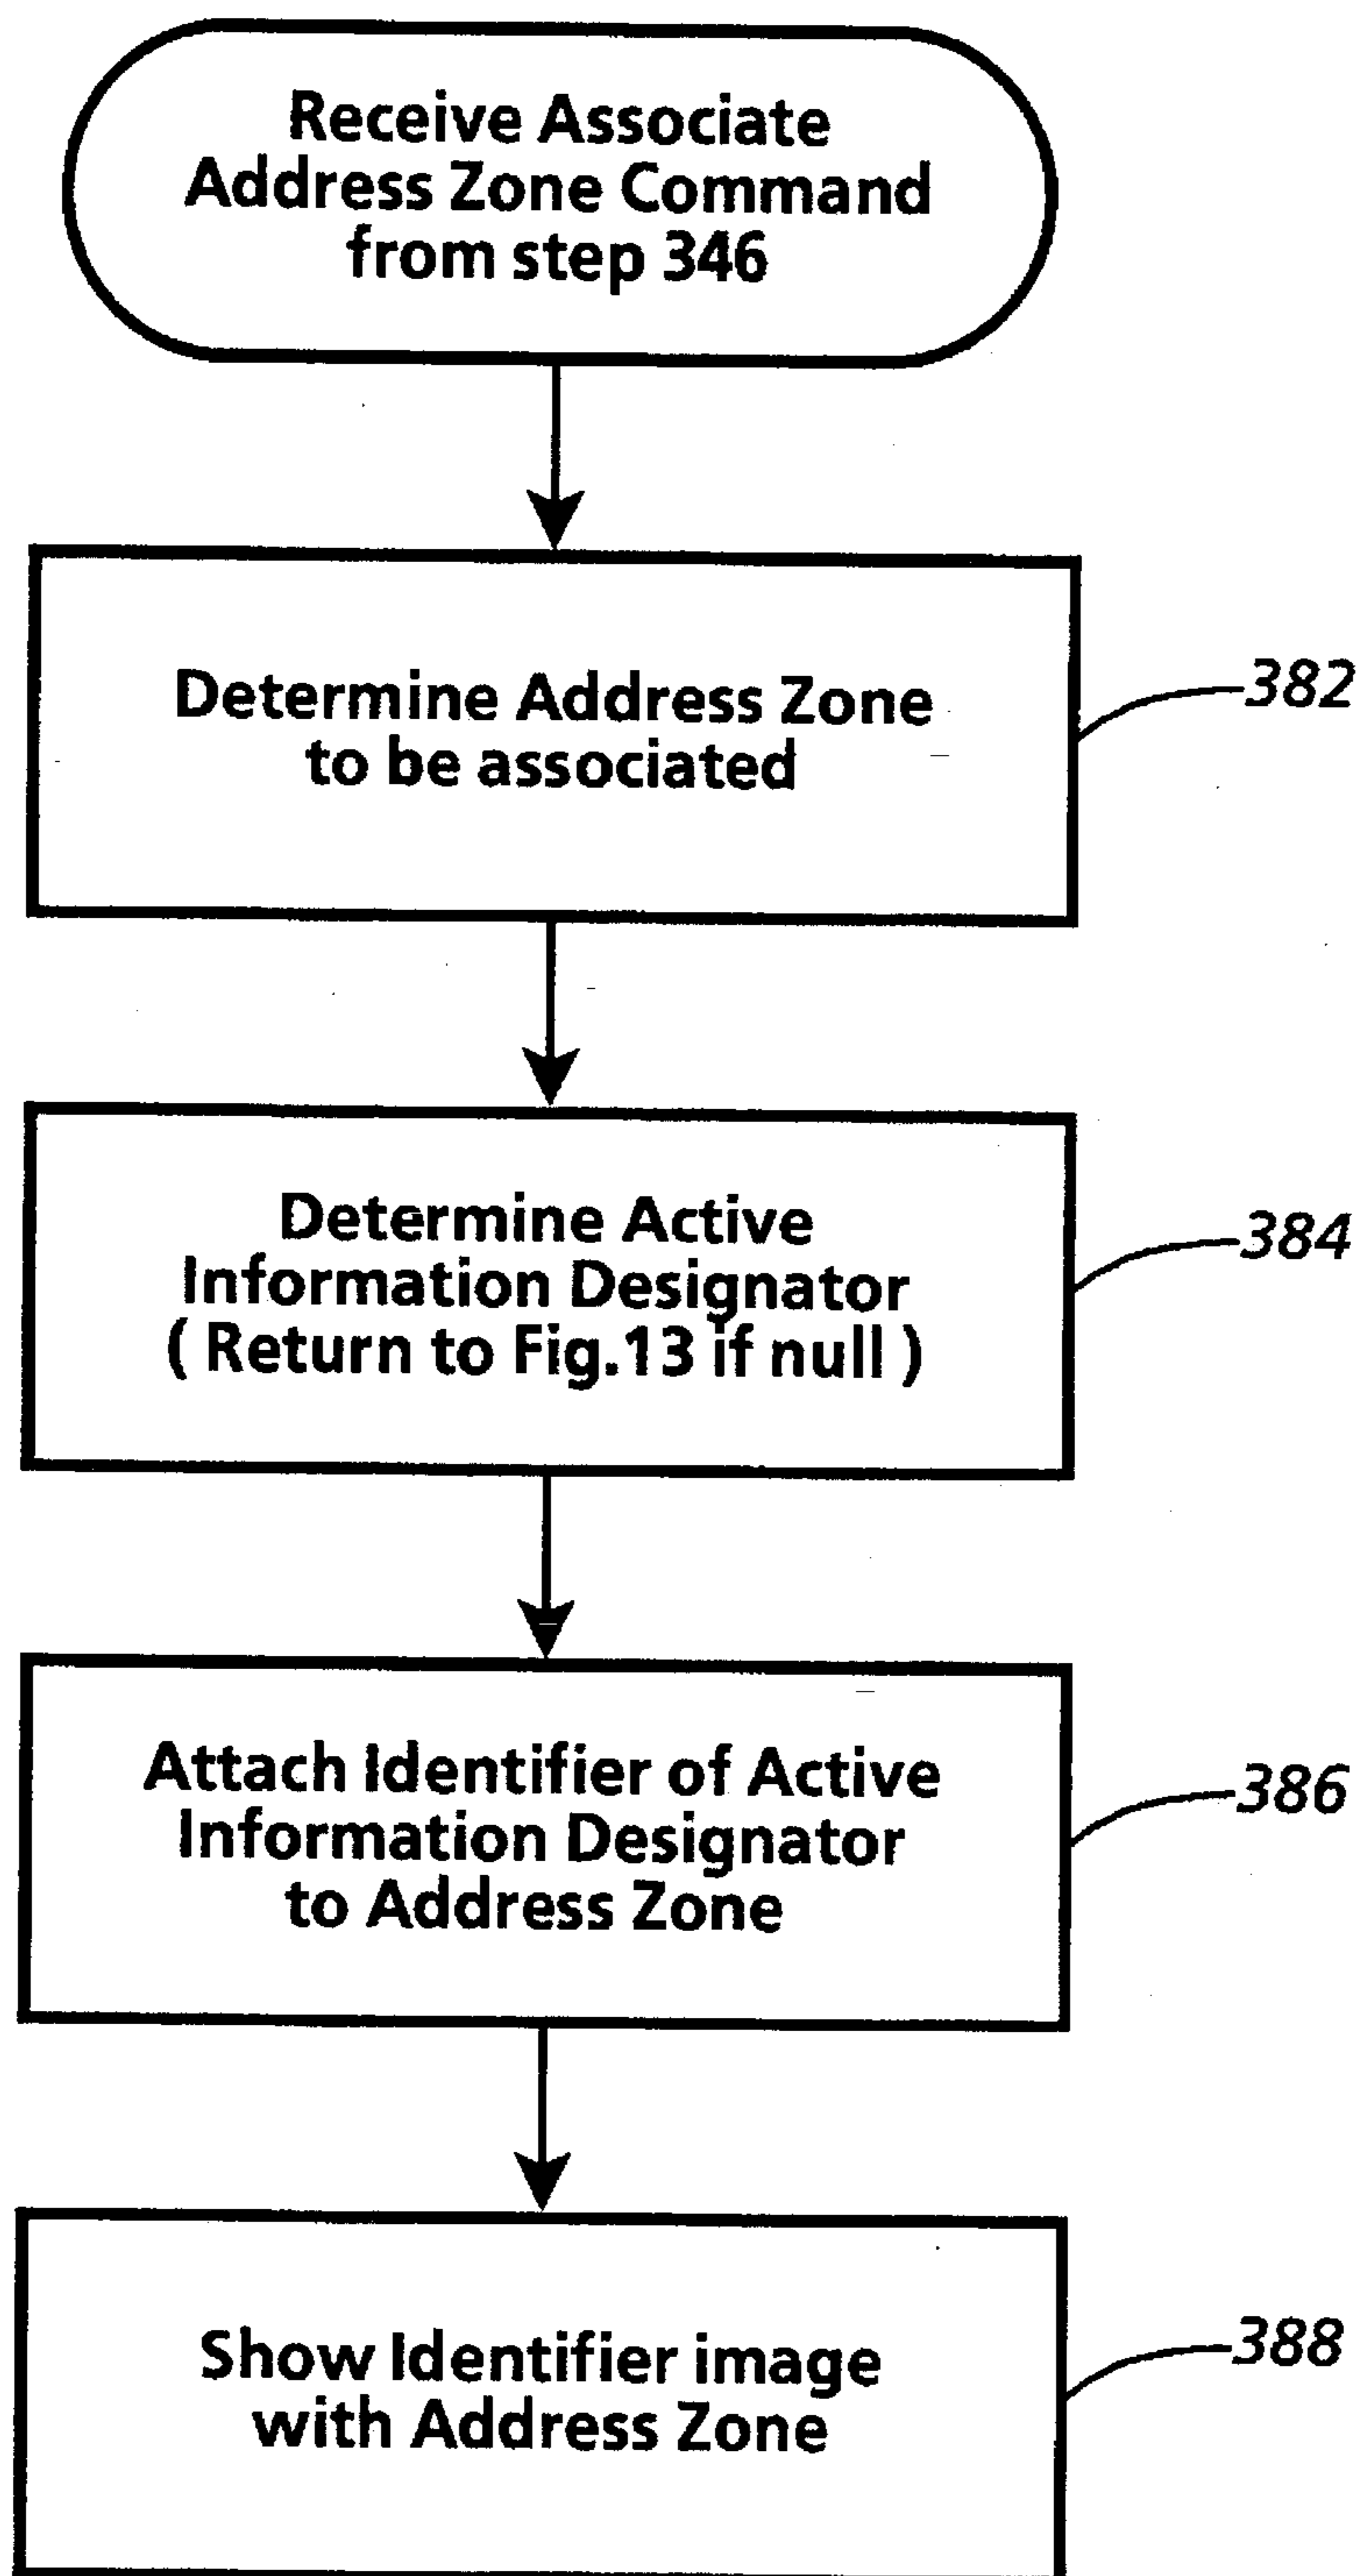 Receive Associate
Address Zone Command
from step 346
Determine Address Zone
to be associated
382
Determine Active
Information Designator
( Return to Fig.13 if null )
384
Attach Identifier of Active
Information Designator
to Address Zone
386
Show Identifier image
with Address Zone
388